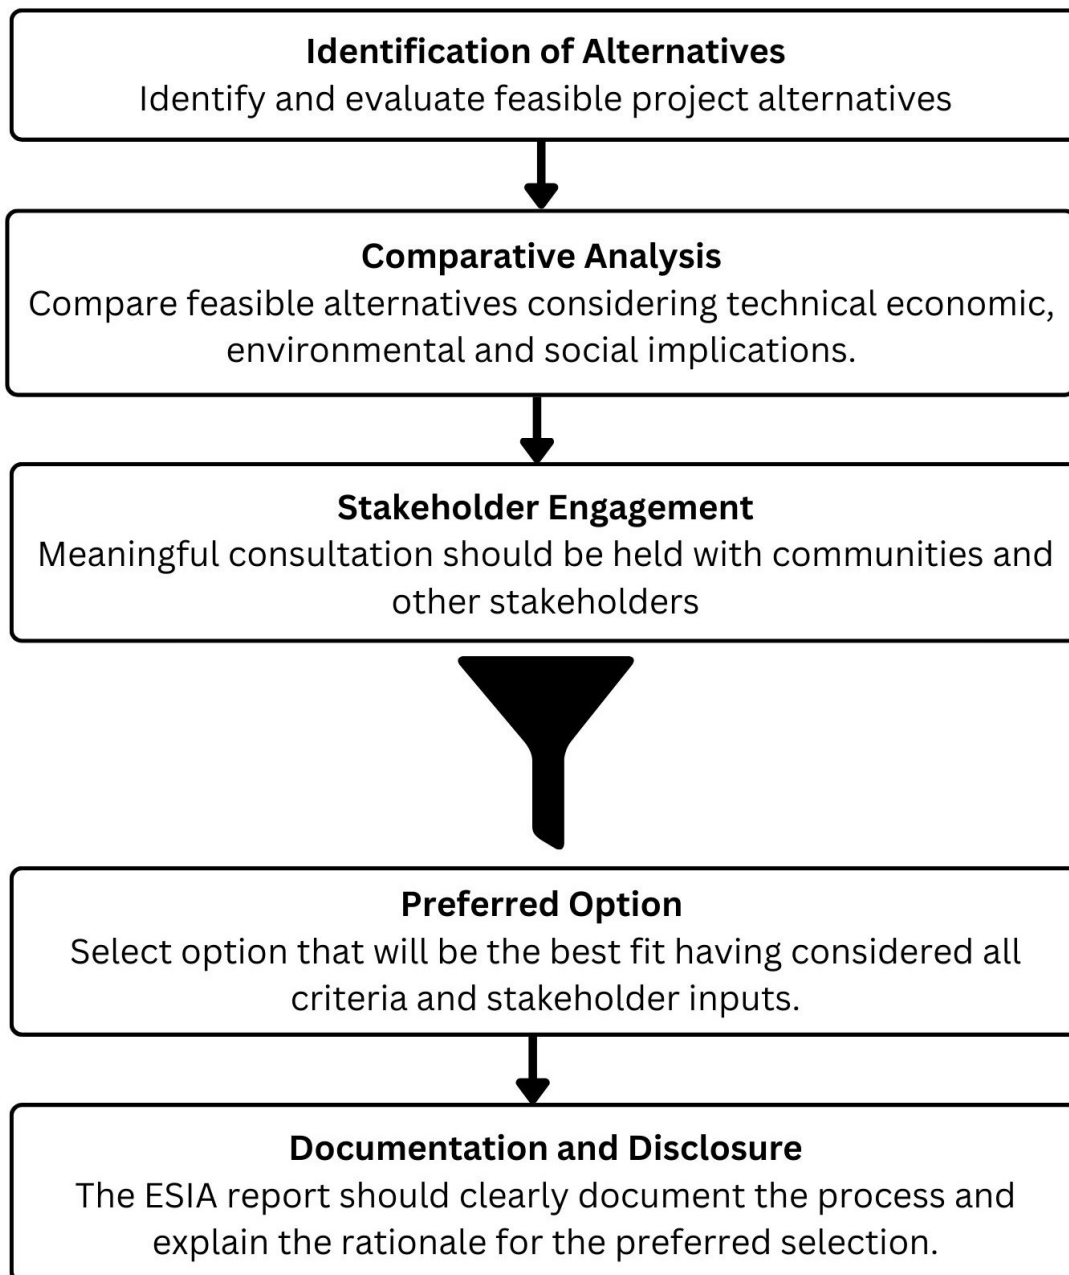 Identification of Alternatives
Identify and evaluate feasible project alternatives
Comparative Analysis
Compare feasible alternatives considering technical economic,
environmental and social implications.
Stakeholder Engagement
Meaningful consultation should be held with communities and
other stakeholders
Preferred Option
Select option that will be the best fit having considered all
criteria and stakeholder inputs.
Documentation and Disclosure
The ESIA report should clearly document the process and
explain the rationale for the preferred selection.